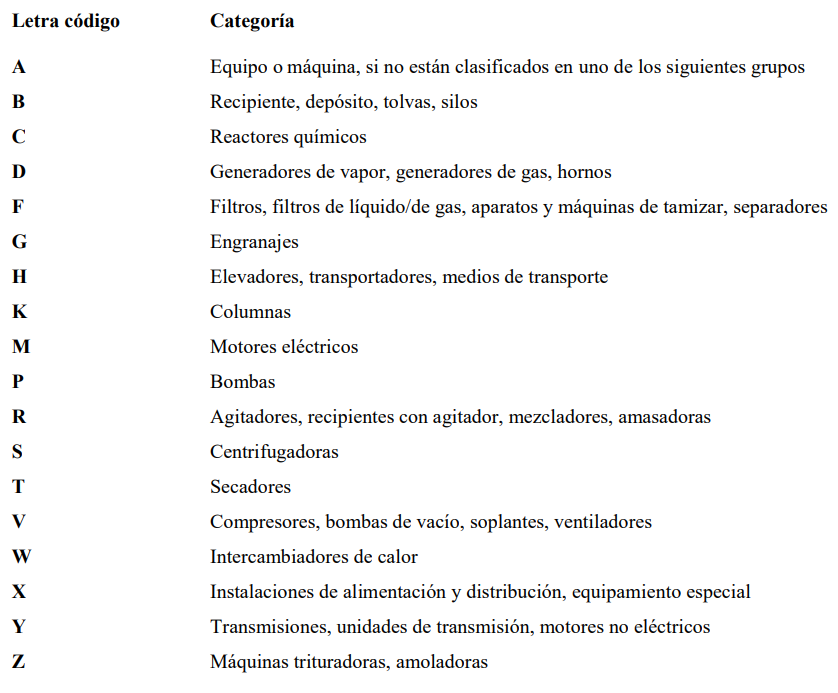 Letra código Categoría
A Equipo o máquina, si no están clasificados en uno de los siguientes grupos
B Recipiente, depósito, tolvas, silos
C Reactores químicos
D Generadores de vapor, generadores de gas, hornos
F Filtros, filtros de líquido/de gas, aparatos y máquinas de tamizar, separadores
G Engranajes
H Elevadores, transportadores, medios de transporte
K Columnas
M Motores eléctricos
P Bombas
R Agitadores, recipientes con agitador, mezcladores, amasadoras
S Centrifugadoras
T Secadores
V Compresores, bombas de vacío, soplantes, ventiladores
W Intercambiadores de calor
X Instalaciones de alimentación y distribución, equipamiento especial
Y Transmisiones, unidades de transmisión, motores no eléctricos
Z Máquinas trituradoras, amoladoras